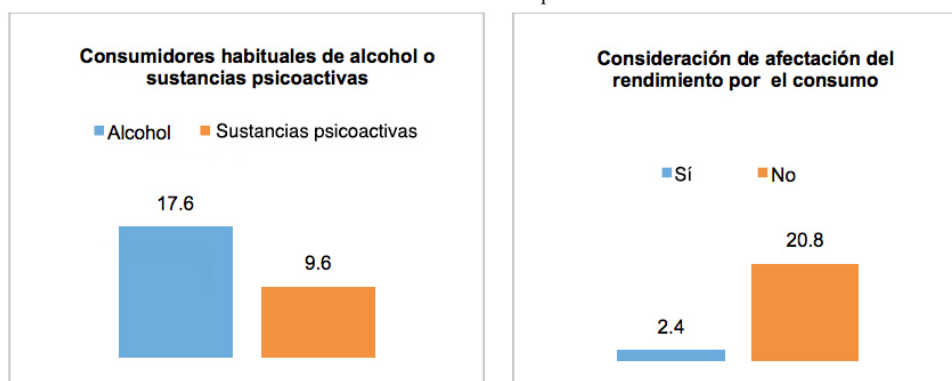 Consumidores habituales de alcohol o
sustancias psicoactivas
Alcohol Sustancias psicoactivas
17.6
9.6
Consideración de afectación del
rendimiento por el consumo
Sí No
20.8
2.4